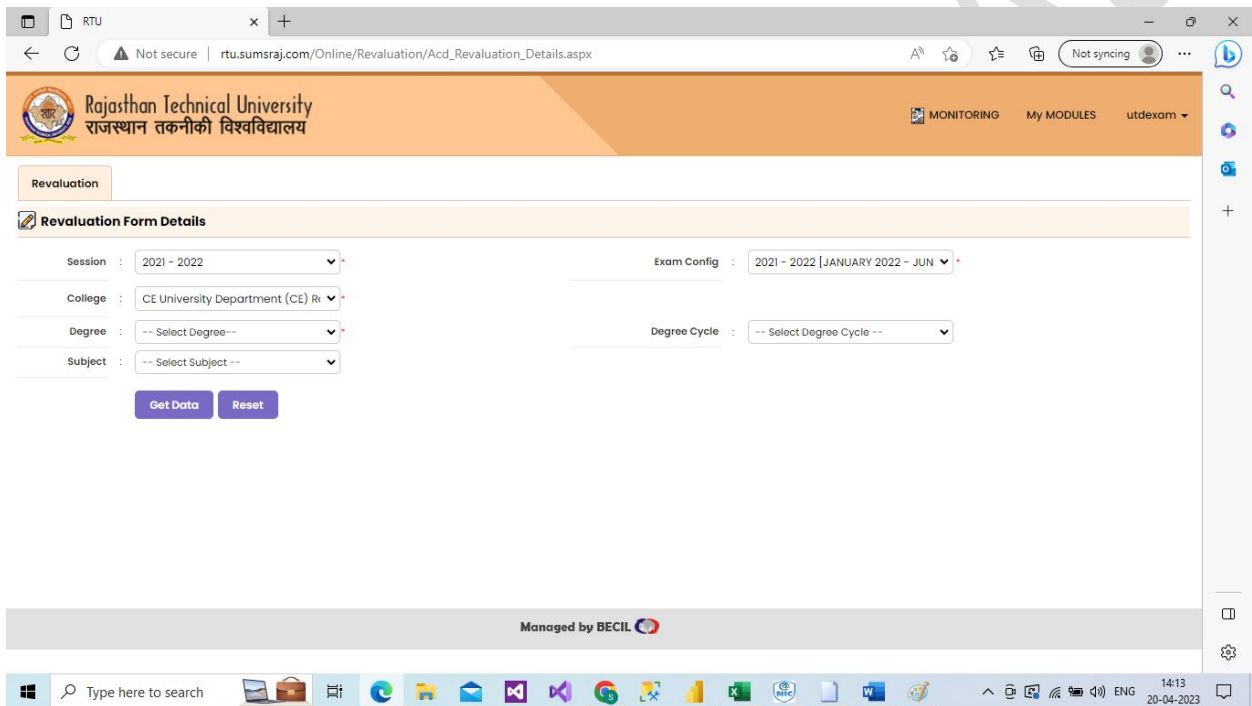 RTU
Not secure | rtu.sumsraj.com/Online/Revaluation/Acd_Revaluation_Details.aspx
Not syncing
Rajasthan Technical University
राजस्थान तकनीकी विश्वविद्यालय
MONITORING My MODULES utdexam
Revaluation
Revaluation Form Details
Session : 2021 - 2022 * Exam Config : 2021 - 2022 [JANUARY 2022 - JUN *
College : CE University Department (CE) *
Degree : -- Select Degree-- * Degree Cycle : -- Select Degree Cycle --
Subject : -- Select Subject --
Get Data Reset
Managed by BECIL
Type here to search
NIC
ENG
14:13
20-04-2023